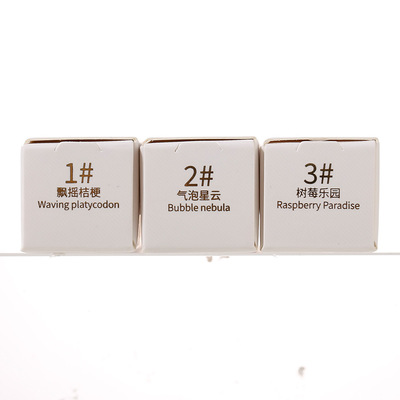 1#
飘摇桔梗
Waving platycodon
2#
气泡星云
Bubble nebula
3#
树莓乐园
Raspberry Paradise